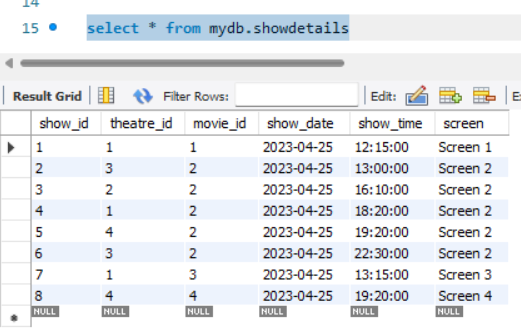 14
15 select * from mydb.showdetails
Result Grid Filter Rows: Edit:
show_id theatre_id movie_id show_date show_time screen
1 1 1 2023-04-25 12:15:00 Screen 1
2 3 2 2023-04-25 13:00:00 Screen 2
3 2 2 2023-04-25 16:10:00 Screen 2
4 1 2 2023-04-25 18:20:00 Screen 2
5 4 2 2023-04-25 19:20:00 Screen 2
6 3 2 2023-04-25 22:30:00 Screen 2
7 1 3 2023-04-25 13:15:00 Screen 3
8 4 4 2023-04-25 19:20:00 Screen 4
NULL NULL NULL NULL NULL NULL